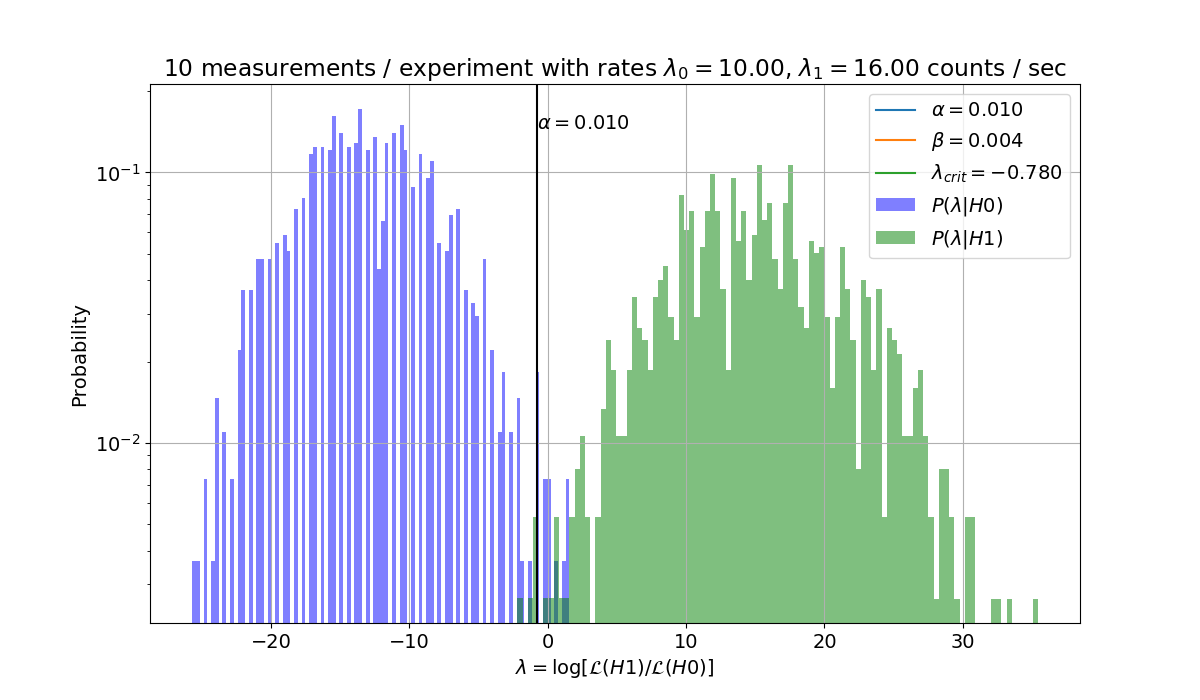 10 measurements / experiment with rates λ₀ = 10.00, λ₁ = 16.00 counts / sec
α = 0.010
α = 0.010
β = 0.004
λ_crit = −0.780
P(λ|H0)
P(λ|H1)
10⁻¹
10⁻²
Probability
−20
−10
0
10
20
30
λ = log[ℒ(H1)/ℒ(H0)]